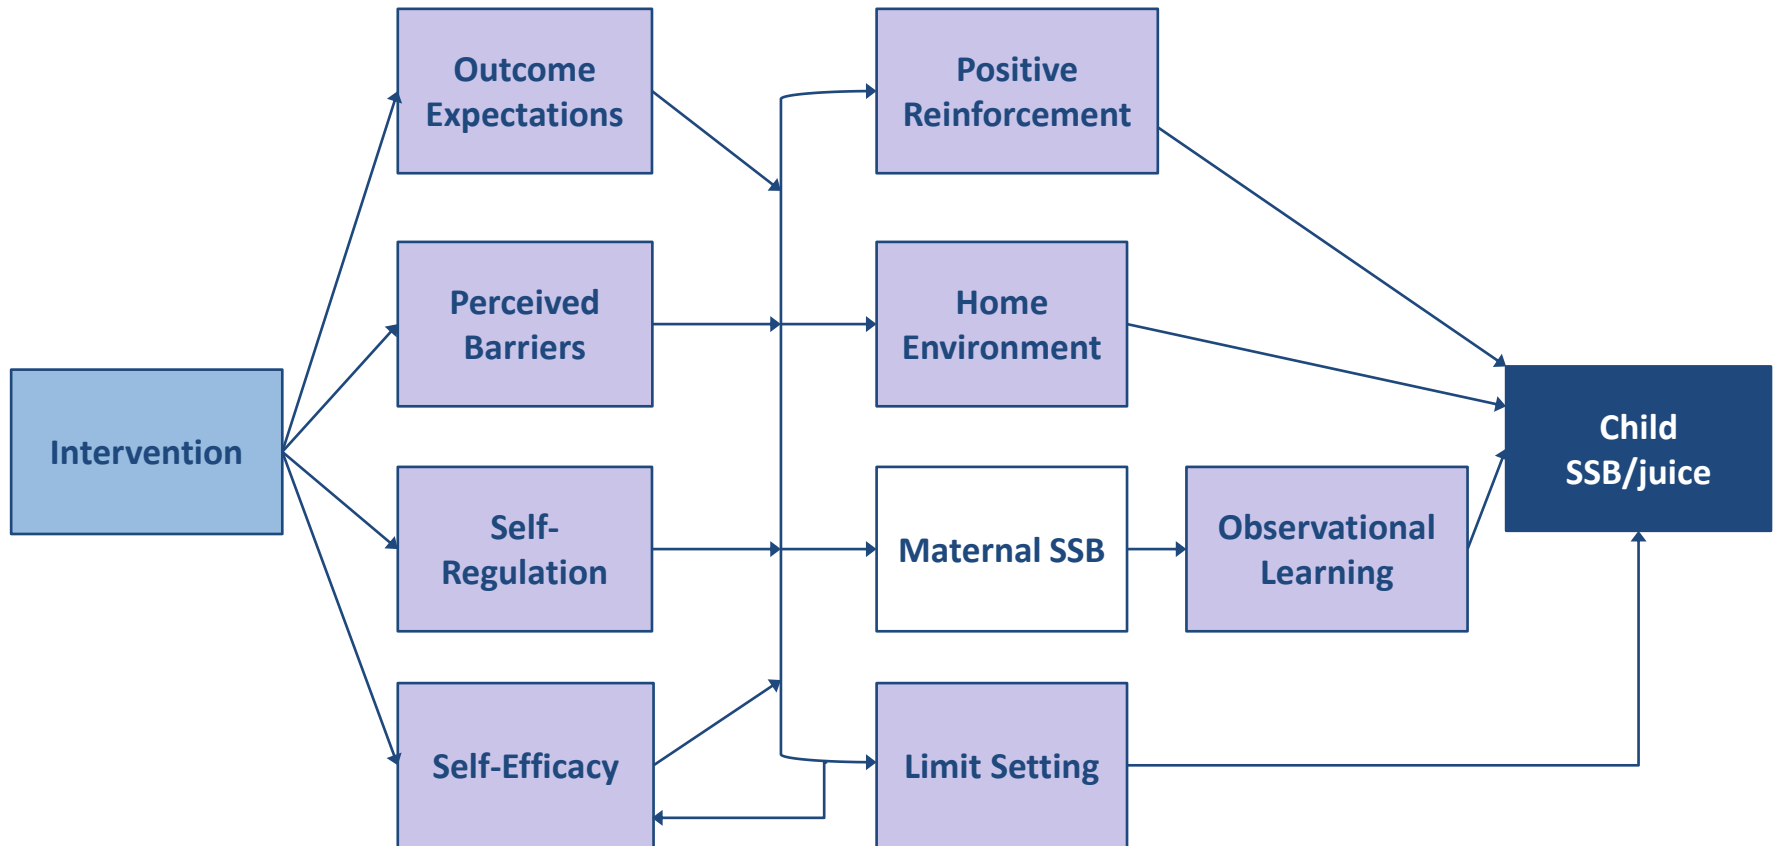 Outcome
Expectations
Positive
Reinforcement
Perceived
Barriers
Home
Environment
Intervention
Child
SSB/juice
Self-
Regulation
Maternal SSB
Observational
Learning
Self-Efficacy
Limit Setting